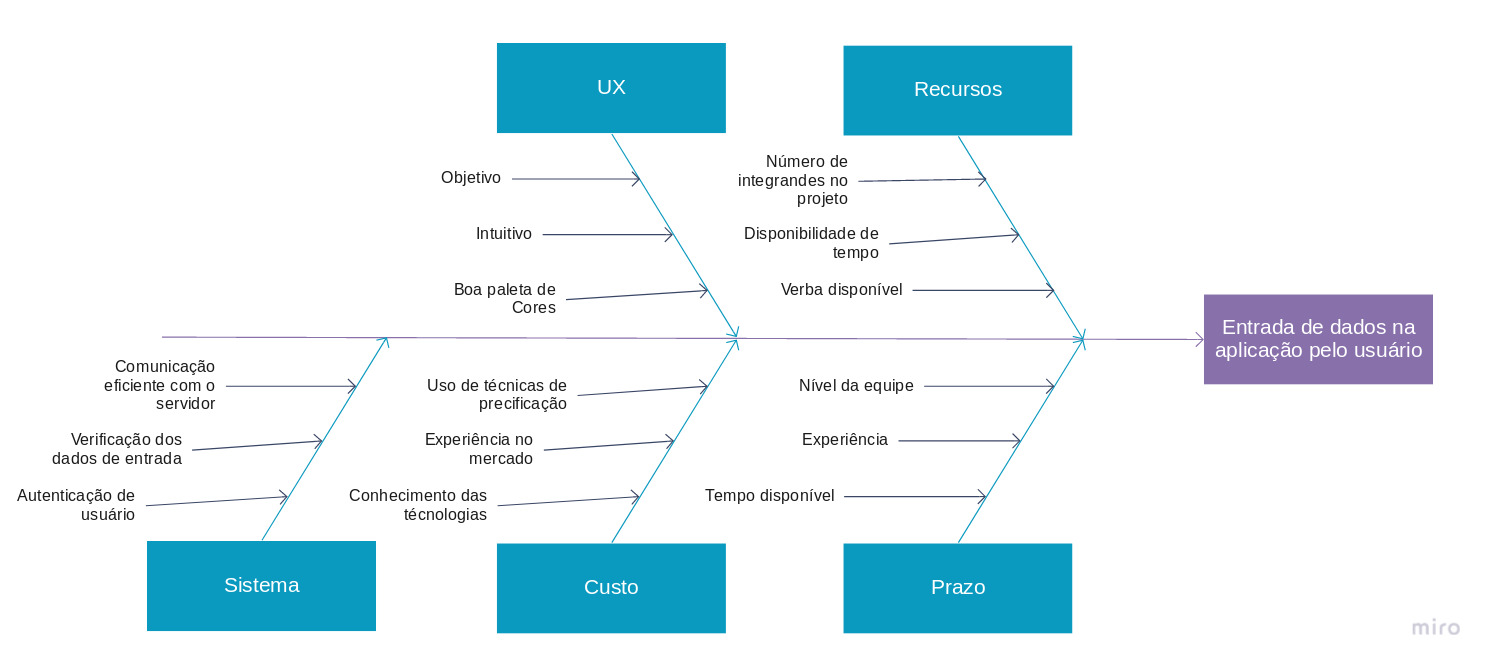 UX
Recursos
Objetivo
Intuitivo
Boa paleta de
Cores
Número de
integrandes no
projeto
Disponibilidade de
tempo
Verba disponível
Entrada de dados na
aplicação pelo usuário
Comunicação
eficiente com o
servidor
Verificação dos
dados de entrada
Autenticação de
usuário
Uso de técnicas de
precificação
Experiência no
mercado
Conhecimento das
técnologias
Nível da equipe
Experiência
Tempo disponível
Sistema
Custo
Prazo
miro